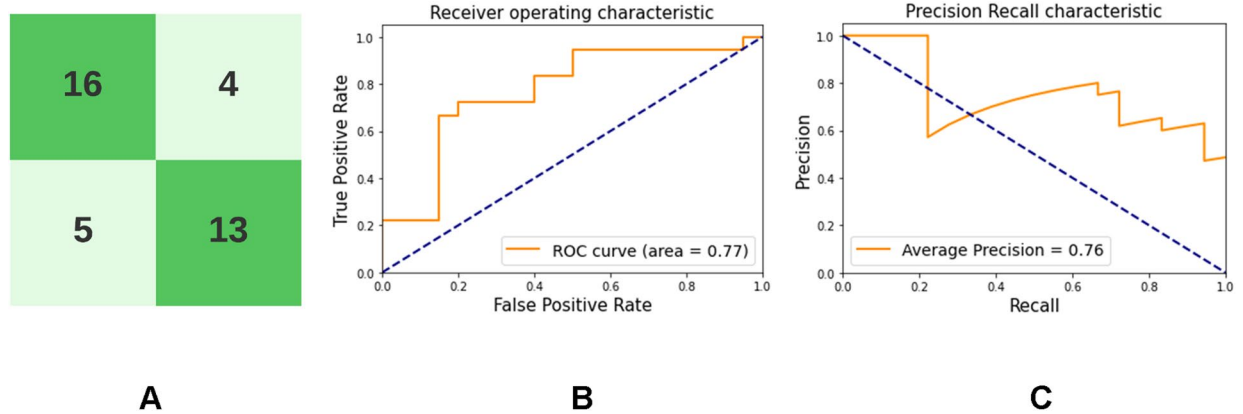 16 4
5 13
A
Receiver operating characteristic
True Positive Rate
1.0
0.8
0.6
0.4
0.2
0.0
ROC curve (area = 0.77)
0.0 0.2 0.4 0.6 0.8 1.0
False Positive Rate
B
Precision Recall characteristic
Precision
1.0
0.8
0.6
0.4
0.2
0.0
Average Precision = 0.76
0.0 0.2 0.4 0.6 0.8 1.0
Recall
C